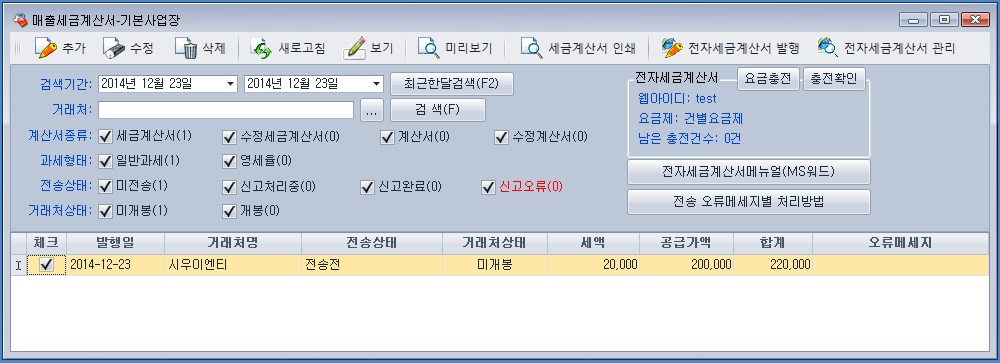 매출세금계산서-기본사업장
추가 수정 삭제 새로고침 보기 미리보기 세금계산서 인쇄 전자세금계산서 발행 전자세금계산서 관리
검색기간: 2014년 12월 23일 2014년 12월 23일 최근한달검색(F2)
거래처: ... 검 색(F)
계산서종류: 세금계산서(1) 수정세금계산서(0) 계산서(0) 수정계산서(0)
과세형태: 일반과세(1) 영세율(0)
전송상태: 미전송(1) 신고처리중(0) 신고완료(0) 신고오류(0)
거래처상태: 미개봉(1) 개봉(0)
전자세금계산서 요금충전 충전확인
웹아이디: test
요금제: 건별요금제
남은 충전건수: 0건
전자세금계산서메뉴얼(MS워드)
전송 오류메세지별 처리방법
체크 발행일 거래처명 전송상태 거래처상태 세액 공급가액 합계 오류메세지
2014-12-23 시우이엔티 전송전 미개봉 20,000 200,000 220,000